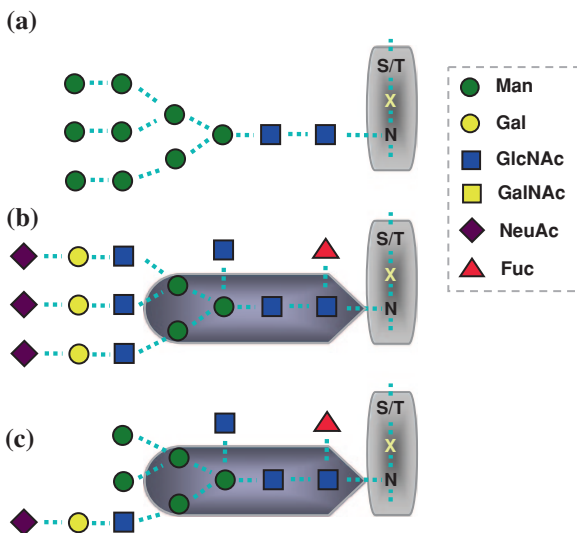 (a)
S/T
X
N
Man
Gal
GlcNAc
GalNAc
NeuAc
Fuc
(b)
S/T
X
N
(c)
S/T
X
N